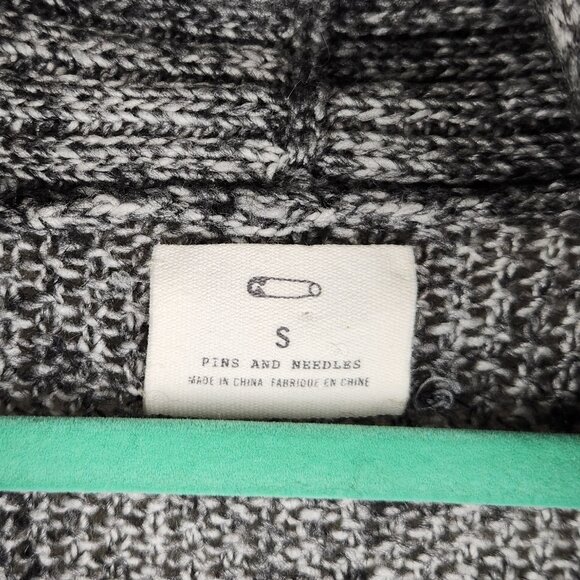 S
PINS AND NEEDLES
MADE IN CHINA FABRIQUE EN CHINE